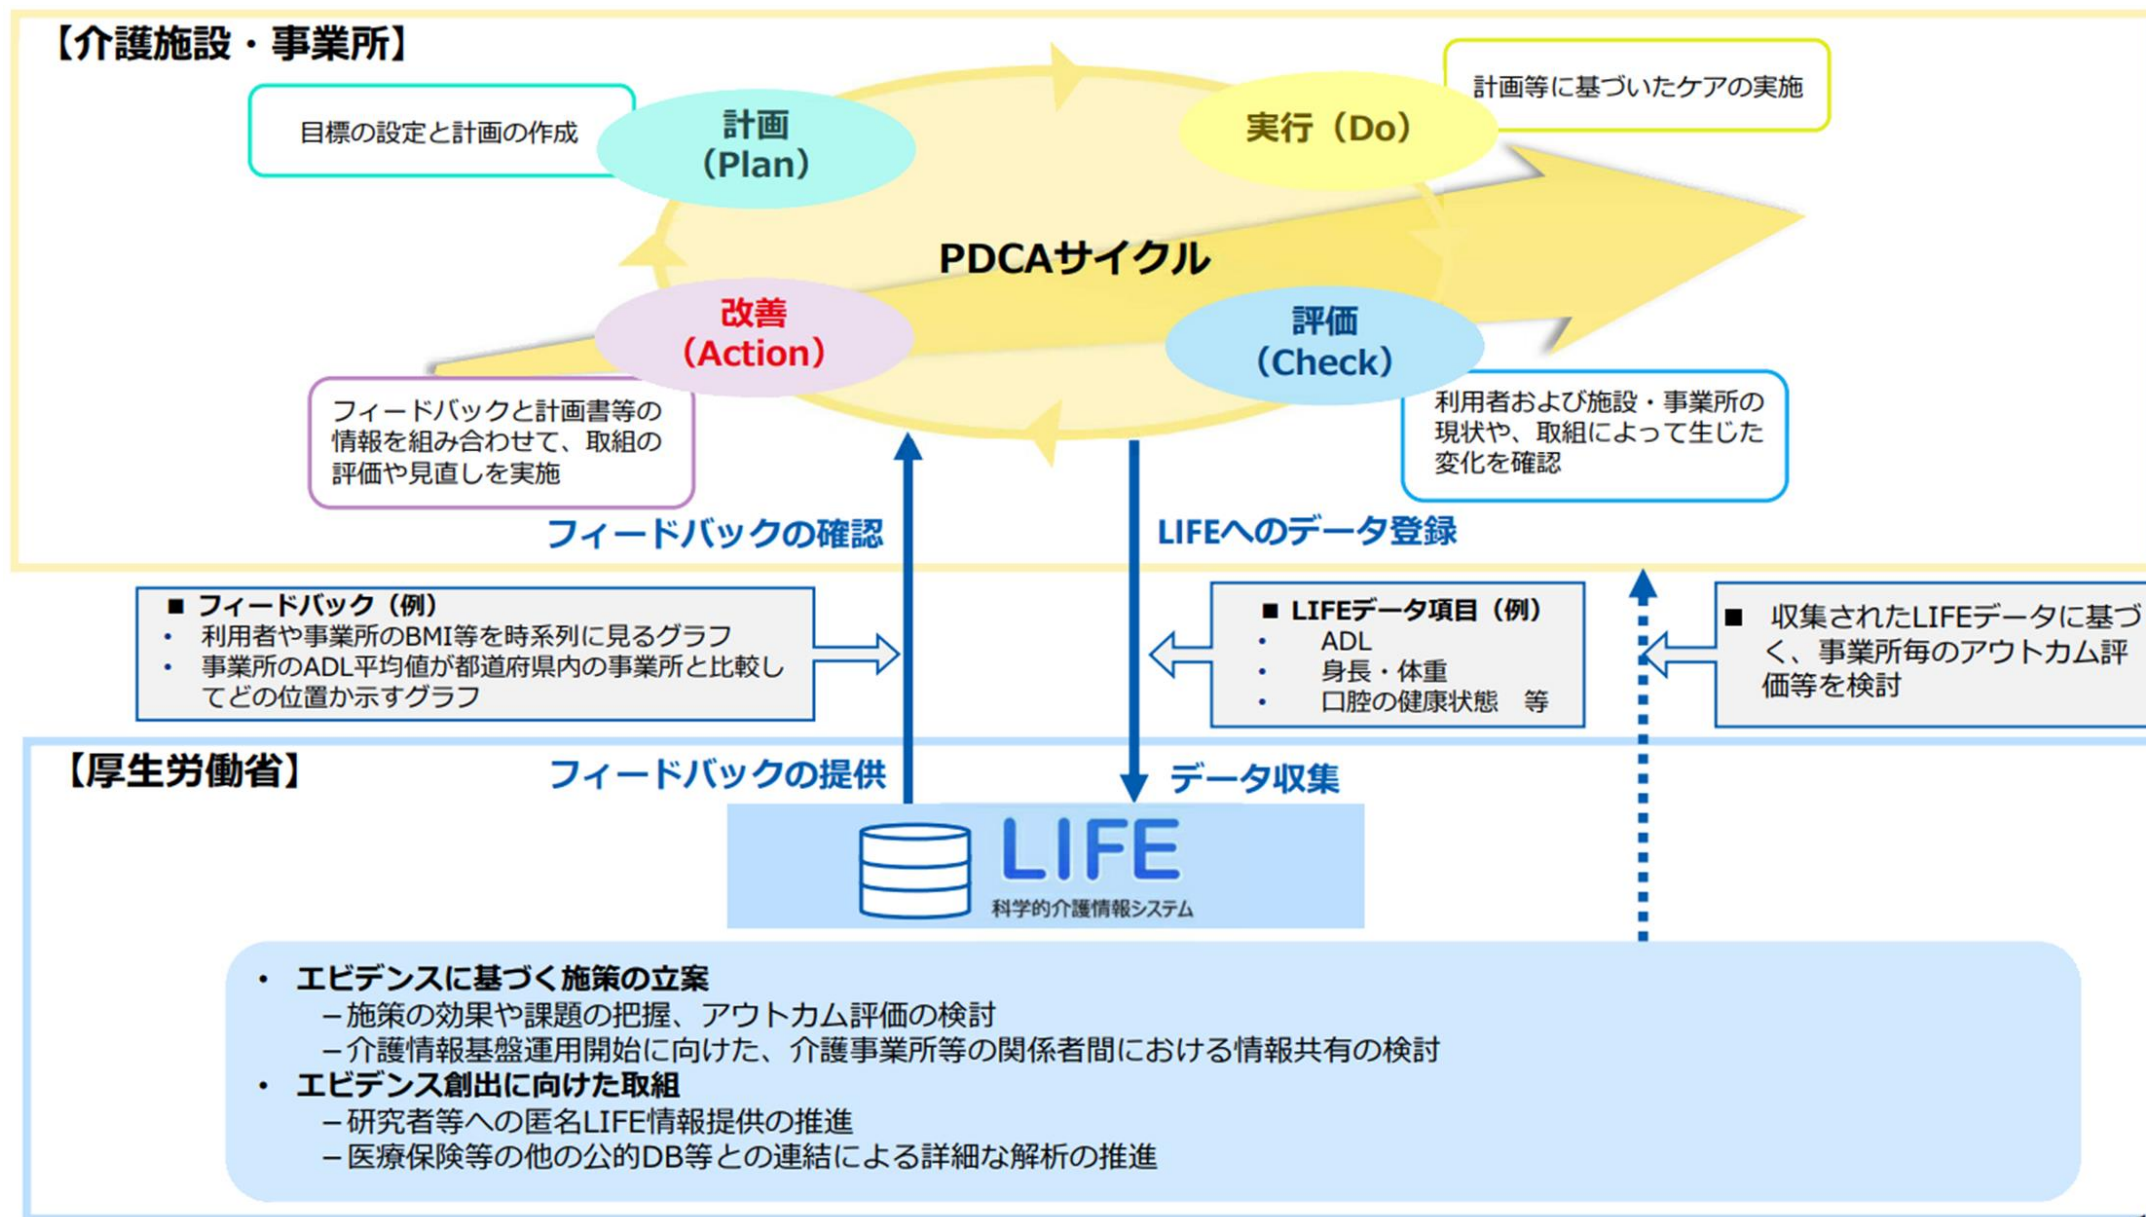 【介護施設・事業所】
目標の設定と計画の作成
計画
（Plan）
実行（Do）
計画等に基づいたケアの実施
PDCAサイクル
改善
（Action）
評価
（Check）
フィードバックと計画書等の
情報を組み合わせて、取組の
評価や見直しを実施
利用者および施設・事業所の
現状や、取組によって生じた
変化を確認
フィードバックの確認
LIFEへのデータ登録
■ フィードバック（例）
• 利用者や事業所のBMI等を時系列に見るグラフ
• 事業所のADL平均値が都道府県内の事業所と比較し
てどの位置か示すグラフ
■ LIFEデータ項目（例）
• ADL
• 身長・体重
• 口腔の健康状態　等
■ 収集されたLIFEデータに基づ
く、事業所毎のアウトカム評
価等を検討
【厚生労働省】
フィードバックの提供
データ収集
LIFE
科学的介護情報システム
• エビデンスに基づく施策の立案
–施策の効果や課題の把握、アウトカム評価の検討
–介護情報基盤運用開始に向けた、介護事業所等の関係者間における情報共有の検討
• エビデンス創出に向けた取組
–研究者等への匿名LIFE情報提供の推進
–医療保険等の他の公的DB等との連結による詳細な解析の推進